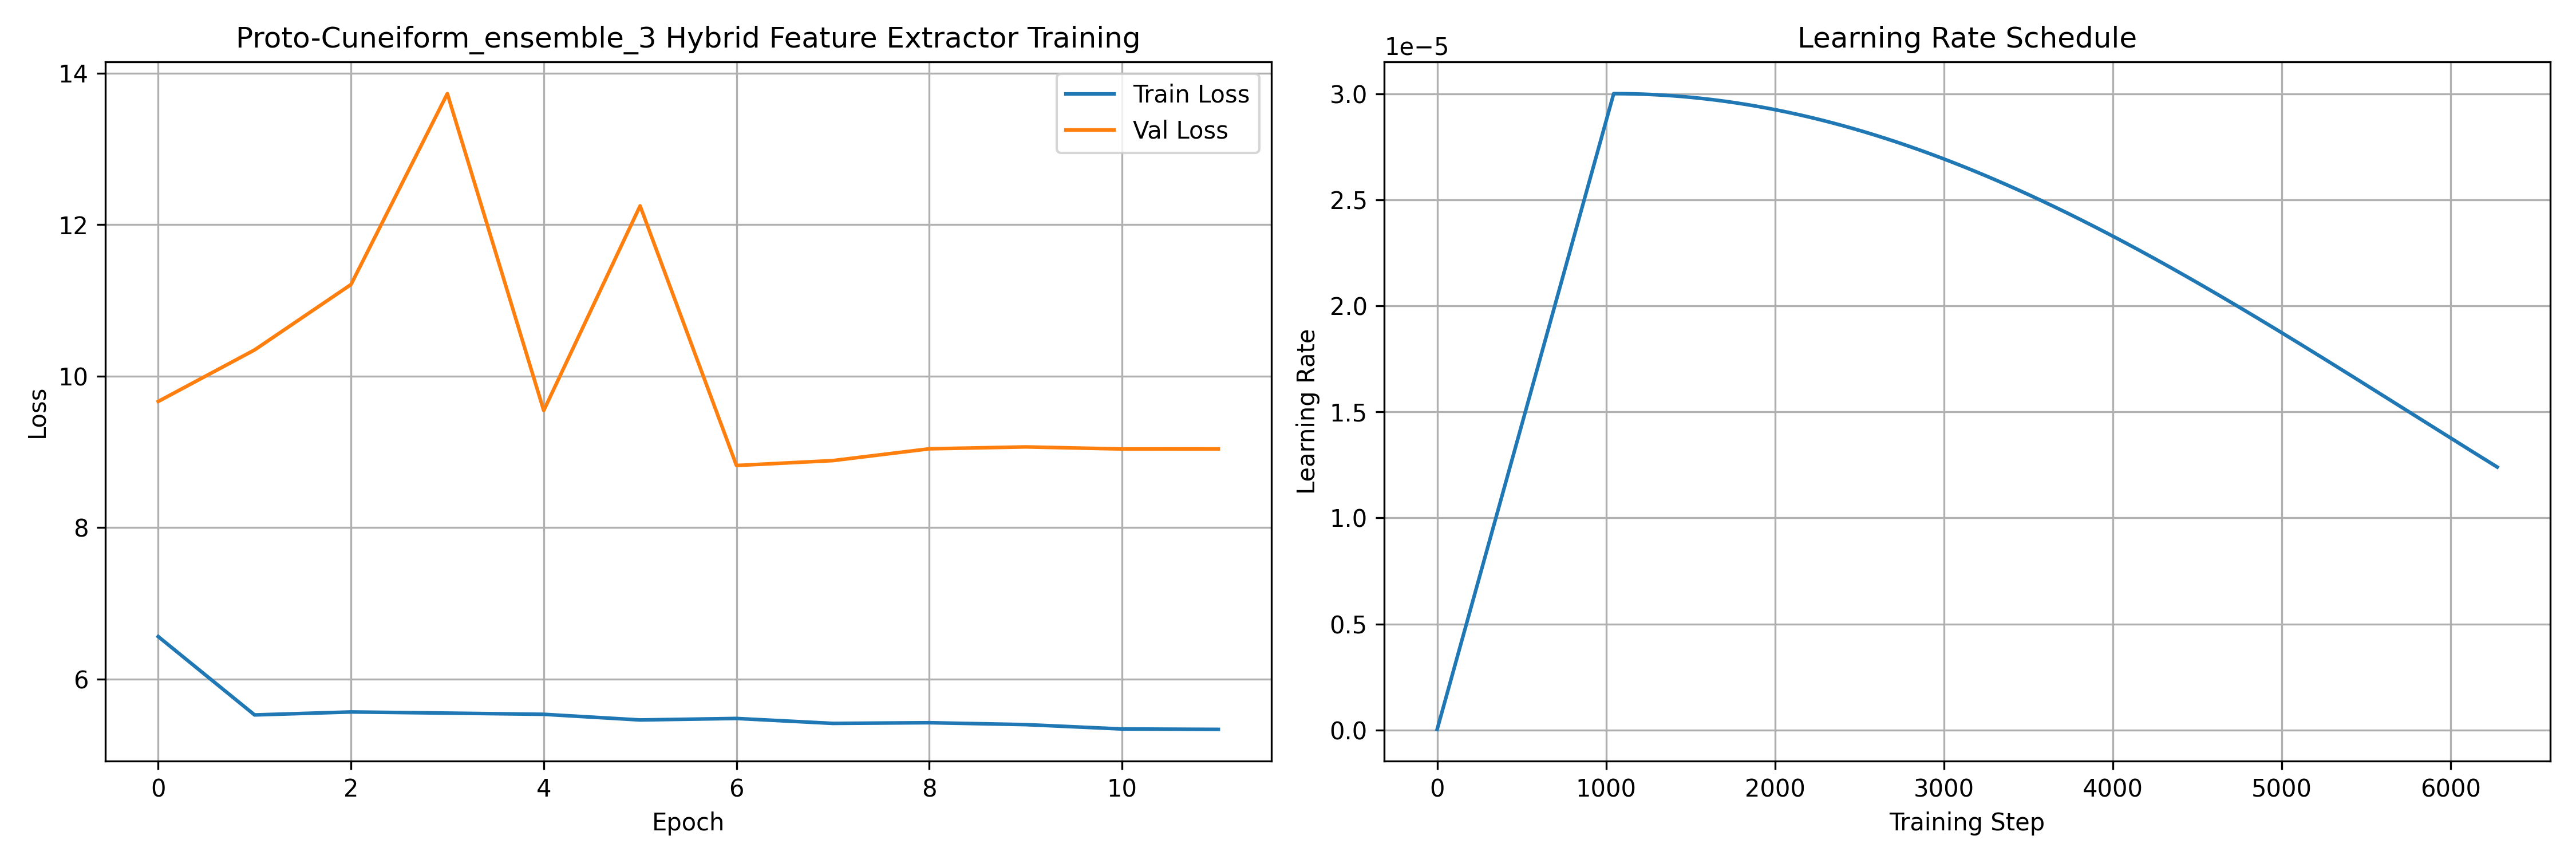 Proto-Cuneiform_ensemble_3 Hybrid Feature Extractor Training
14
12
10
8
6
Loss
0 2 4 6 8 10
Epoch
Train Loss
Val Loss
Learning Rate Schedule
1e−5
3.0
2.5
2.0
1.5
1.0
0.5
0.0
Learning Rate
0 1000 2000 3000 4000 5000 6000
Training Step